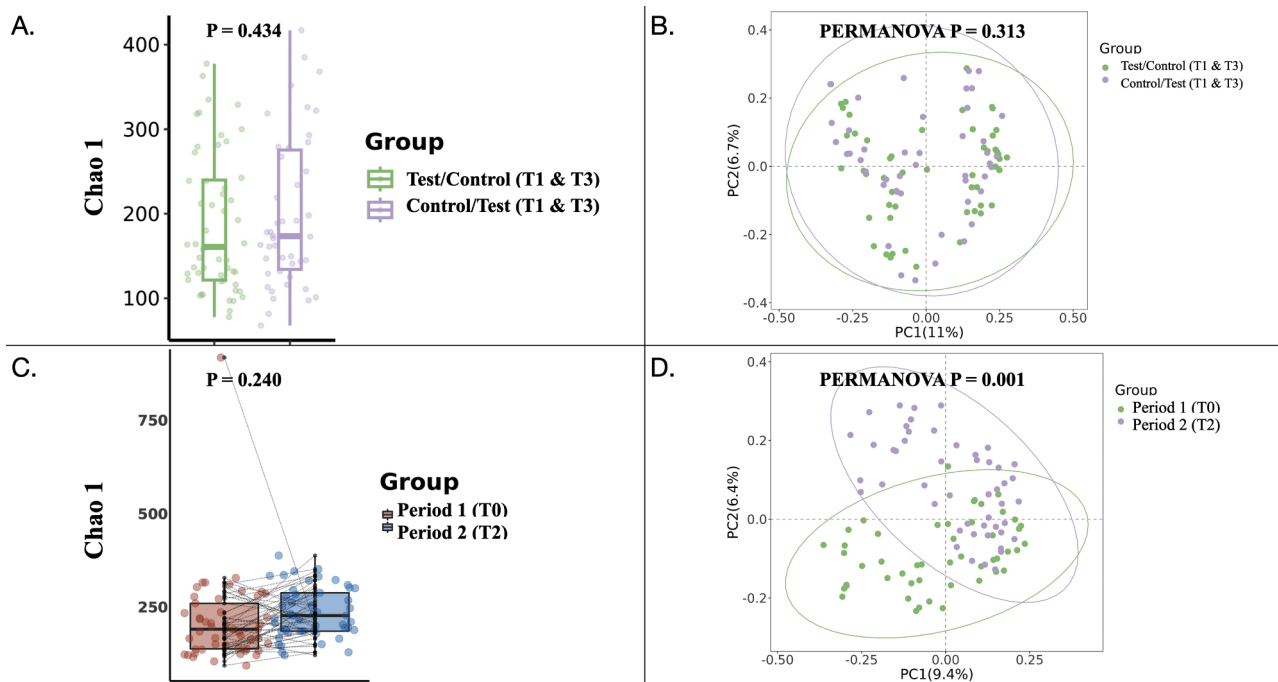 A.
P = 0.434
400
300
200
100
Chao 1
Group
Test/Control (T1 & T3)
Control/Test (T1 & T3)
B.
PERMANOVA P = 0.313
0.4
0.2
0.0
-0.2
-0.4
PC2(6.7%)
-0.50
-0.25
0.00
0.25
0.50
PC1(11%)
Group
Test/Control (T1 & T3)
Control/Test (T1 & T3)
C.
P = 0.240
750
500
250
Chao 1
Group
Period 1 (T0)
Period 2 (T2)
D.
PERMANOVA P = 0.001
0.4
0.2
0.0
-0.2
PC2(6.4%)
-0.50
-0.25
0.00
0.25
PC1(9.4%)
Group
Period 1 (T0)
Period 2 (T2)